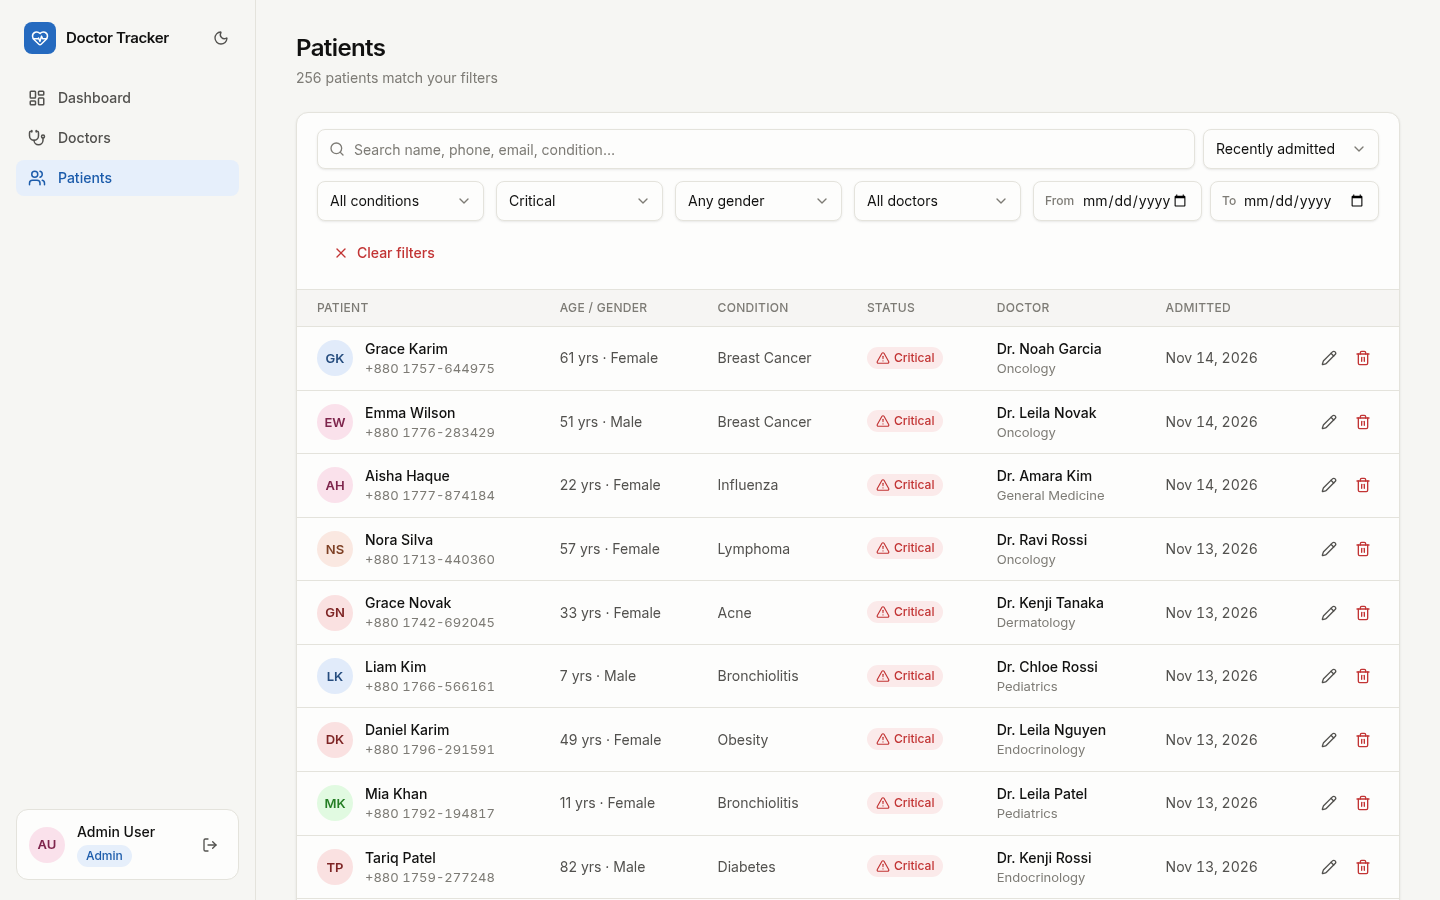 Doctor Tracker
Dashboard
Doctors
Patients
AU
Admin User
Admin
Patients
256 patients match your filters
Search name, phone, email, condition...
Recently admitted
All conditions
Critical
Any gender
All doctors
From mm/dd/yyyy
To mm/dd/yyyy
Clear filters
PATIENT AGE / GENDER CONDITION STATUS DOCTOR ADMITTED
GK Grace Karim 61 yrs · Female Breast Cancer Critical Dr. Noah Garcia Nov 14, 2026
+880 1757-644975 Oncology
EW Emma Wilson 51 yrs · Male Breast Cancer Critical Dr. Leila Novak Nov 14, 2026
+880 1776-283429 Oncology
AH Aisha Haque 22 yrs · Female Influenza Critical Dr. Amara Kim Nov 14, 2026
+880 1777-874184 General Medicine
NS Nora Silva 57 yrs · Female Lymphoma Critical Dr. Ravi Rossi Nov 13, 2026
+880 1713-440360 Oncology
GN Grace Novak 33 yrs · Female Acne Critical Dr. Kenji Tanaka Nov 13, 2026
+880 1742-692045 Dermatology
LK Liam Kim 7 yrs · Male Bronchiolitis Critical Dr. Chloe Rossi Nov 13, 2026
+880 1766-566161 Pediatrics
DK Daniel Karim 49 yrs · Female Obesity Critical Dr. Leila Nguyen Nov 13, 2026
+880 1796-291591 Endocrinology
MK Mia Khan 11 yrs · Female Bronchiolitis Critical Dr. Leila Patel Nov 13, 2026
+880 1792-194817 Pediatrics
TP Tariq Patel 82 yrs · Male Diabetes Critical Dr. Kenji Rossi Nov 13, 2026
+880 1759-277248 Endocrinology